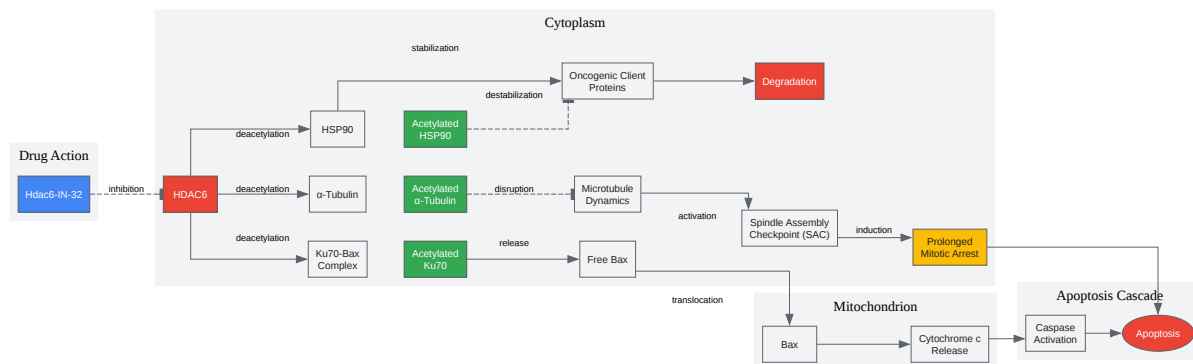 Cytoplasm
stabilization
Oncogenic Client
Proteins
Degradation
destabilization
HSP90
Acetylated
HSP90
deacetylation
Drug Action
Hdac6-IN-32
inhibition
HDAC6
deacetylation
α-Tubulin
Acetylated
α-Tubulin
disruption
Microtubule
Dynamics
activation
Spindle Assembly
Checkpoint (SAC)
induction
Prolonged
Mitotic Arrest
deacetylation
Ku70-Bax
Complex
Acetylated
Ku70
release
Free Bax
translocation
Mitochondrion
Bax
Cytochrome c
Release
Apoptosis Cascade
Caspase
Activation
Apoptosis